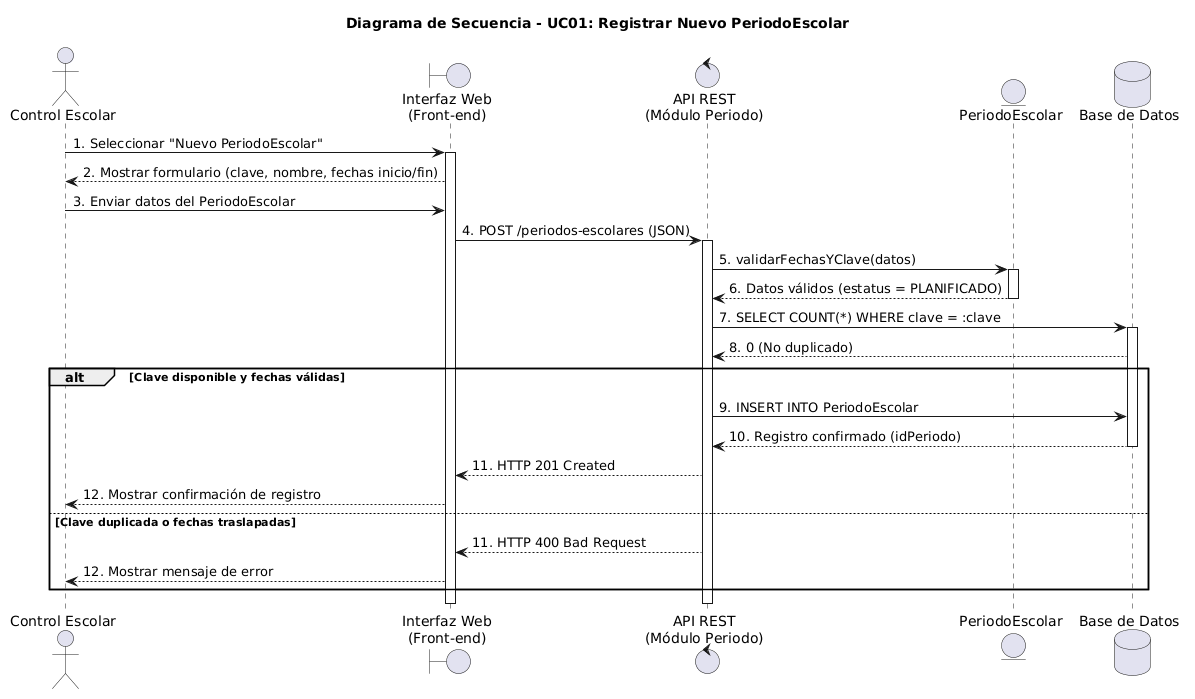 Diagrama de Secuencia - UC01: Registrar Nuevo PeriodoEscolar
Control Escolar
Interfaz Web
(Front-end)
API REST
(Módulo Periodo)
PeriodoEscolar
Base de Datos
1. Seleccionar "Nuevo PeriodoEscolar"
2. Mostrar formulario (clave, nombre, fechas inicio/fin)
3. Enviar datos del PeriodoEscolar
4. POST /periodos-escolares (JSON)
5. validarFechasYClave(datos)
6. Datos válidos (estatus = PLANIFICADO)
7. SELECT COUNT(*) WHERE clave = :clave
8. 0 (No duplicado)
alt [Clave disponible y fechas válidas]
9. INSERT INTO PeriodoEscolar
10. Registro confirmado (idPeriodo)
11. HTTP 201 Created
12. Mostrar confirmación de registro
[Clave duplicada o fechas traslapadas]
11. HTTP 400 Bad Request
12. Mostrar mensaje de error
Control Escolar
Interfaz Web
(Front-end)
API REST
(Módulo Periodo)
PeriodoEscolar
Base de Datos